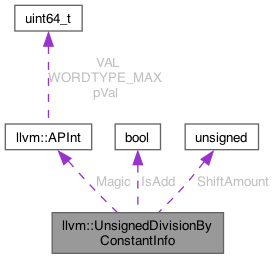 uint64_t
VAL
WORDTYPE_MAX
pVal
llvm::APInt
bool
unsigned
Magic
IsAdd
ShiftAmount
llvm::UnsignedDivisionBy
ConstantInfo